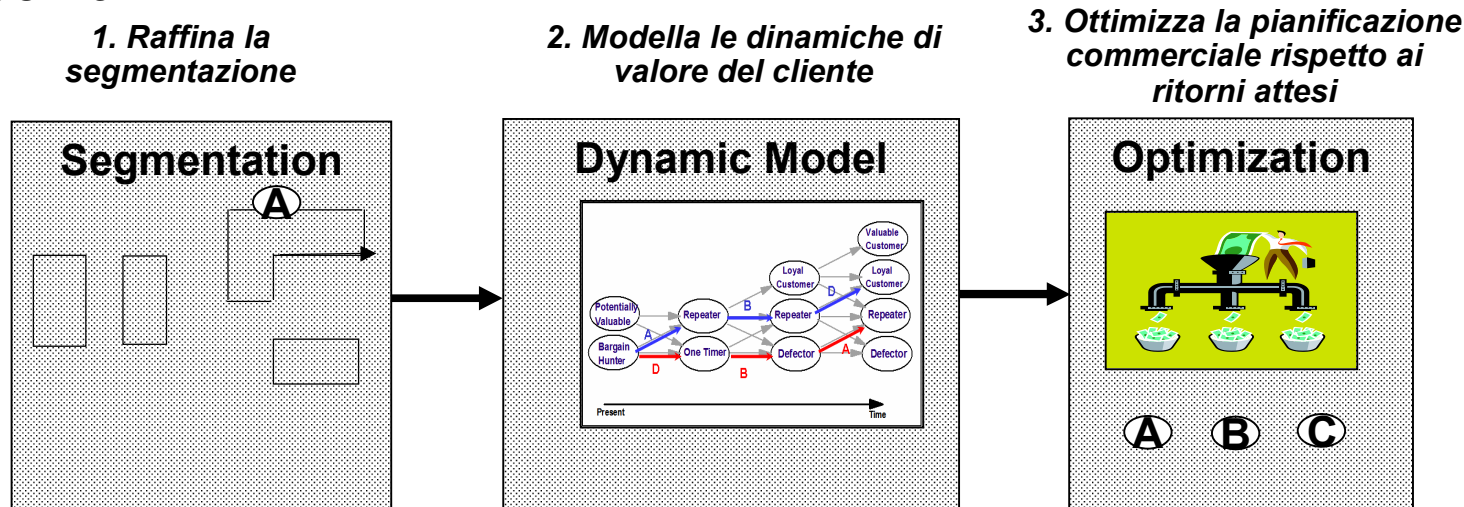 1. Raffina la
segmentazione
2. Modella le dinamiche di
valore del cliente
3. Ottimizza la pianificazione
commerciale rispetto ai
ritorni attesi
Segmentation
A
Dynamic Model
Valuable
Customer
Loyal
Customer
Loyal
Customer
D
Potentially
Valuable
Repeater
B
Repeater
Repeater
A
Bargain
Hunter
One Timer
Defector
A
Defector
D
B
Present
Time
Optimization
A
B
C